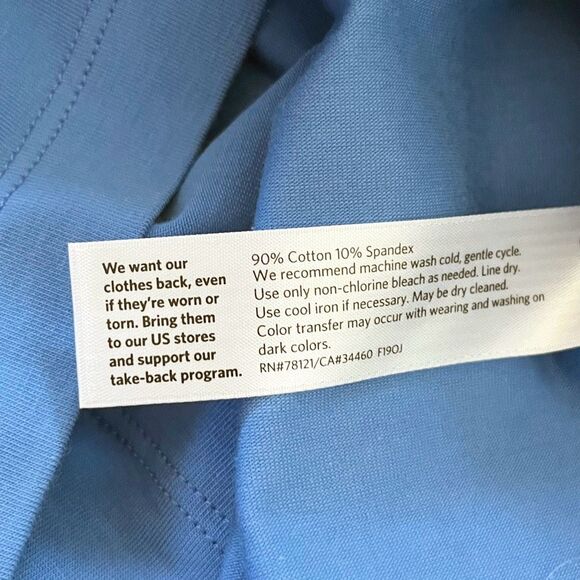 We want our
clothes back, even
if they're worn or
torn. Bring them
to our US stores
and support our
take-back program.
90% Cotton 10% Spandex
We recommend machine wash cold, gentle cycle.
Use only non-chlorine bleach as needed. Line dry.
Use cool iron if necessary. May be dry cleaned.
Color transfer may occur with wearing and washing on
dark colors.
RN#78121/CA#34460 F19OJ